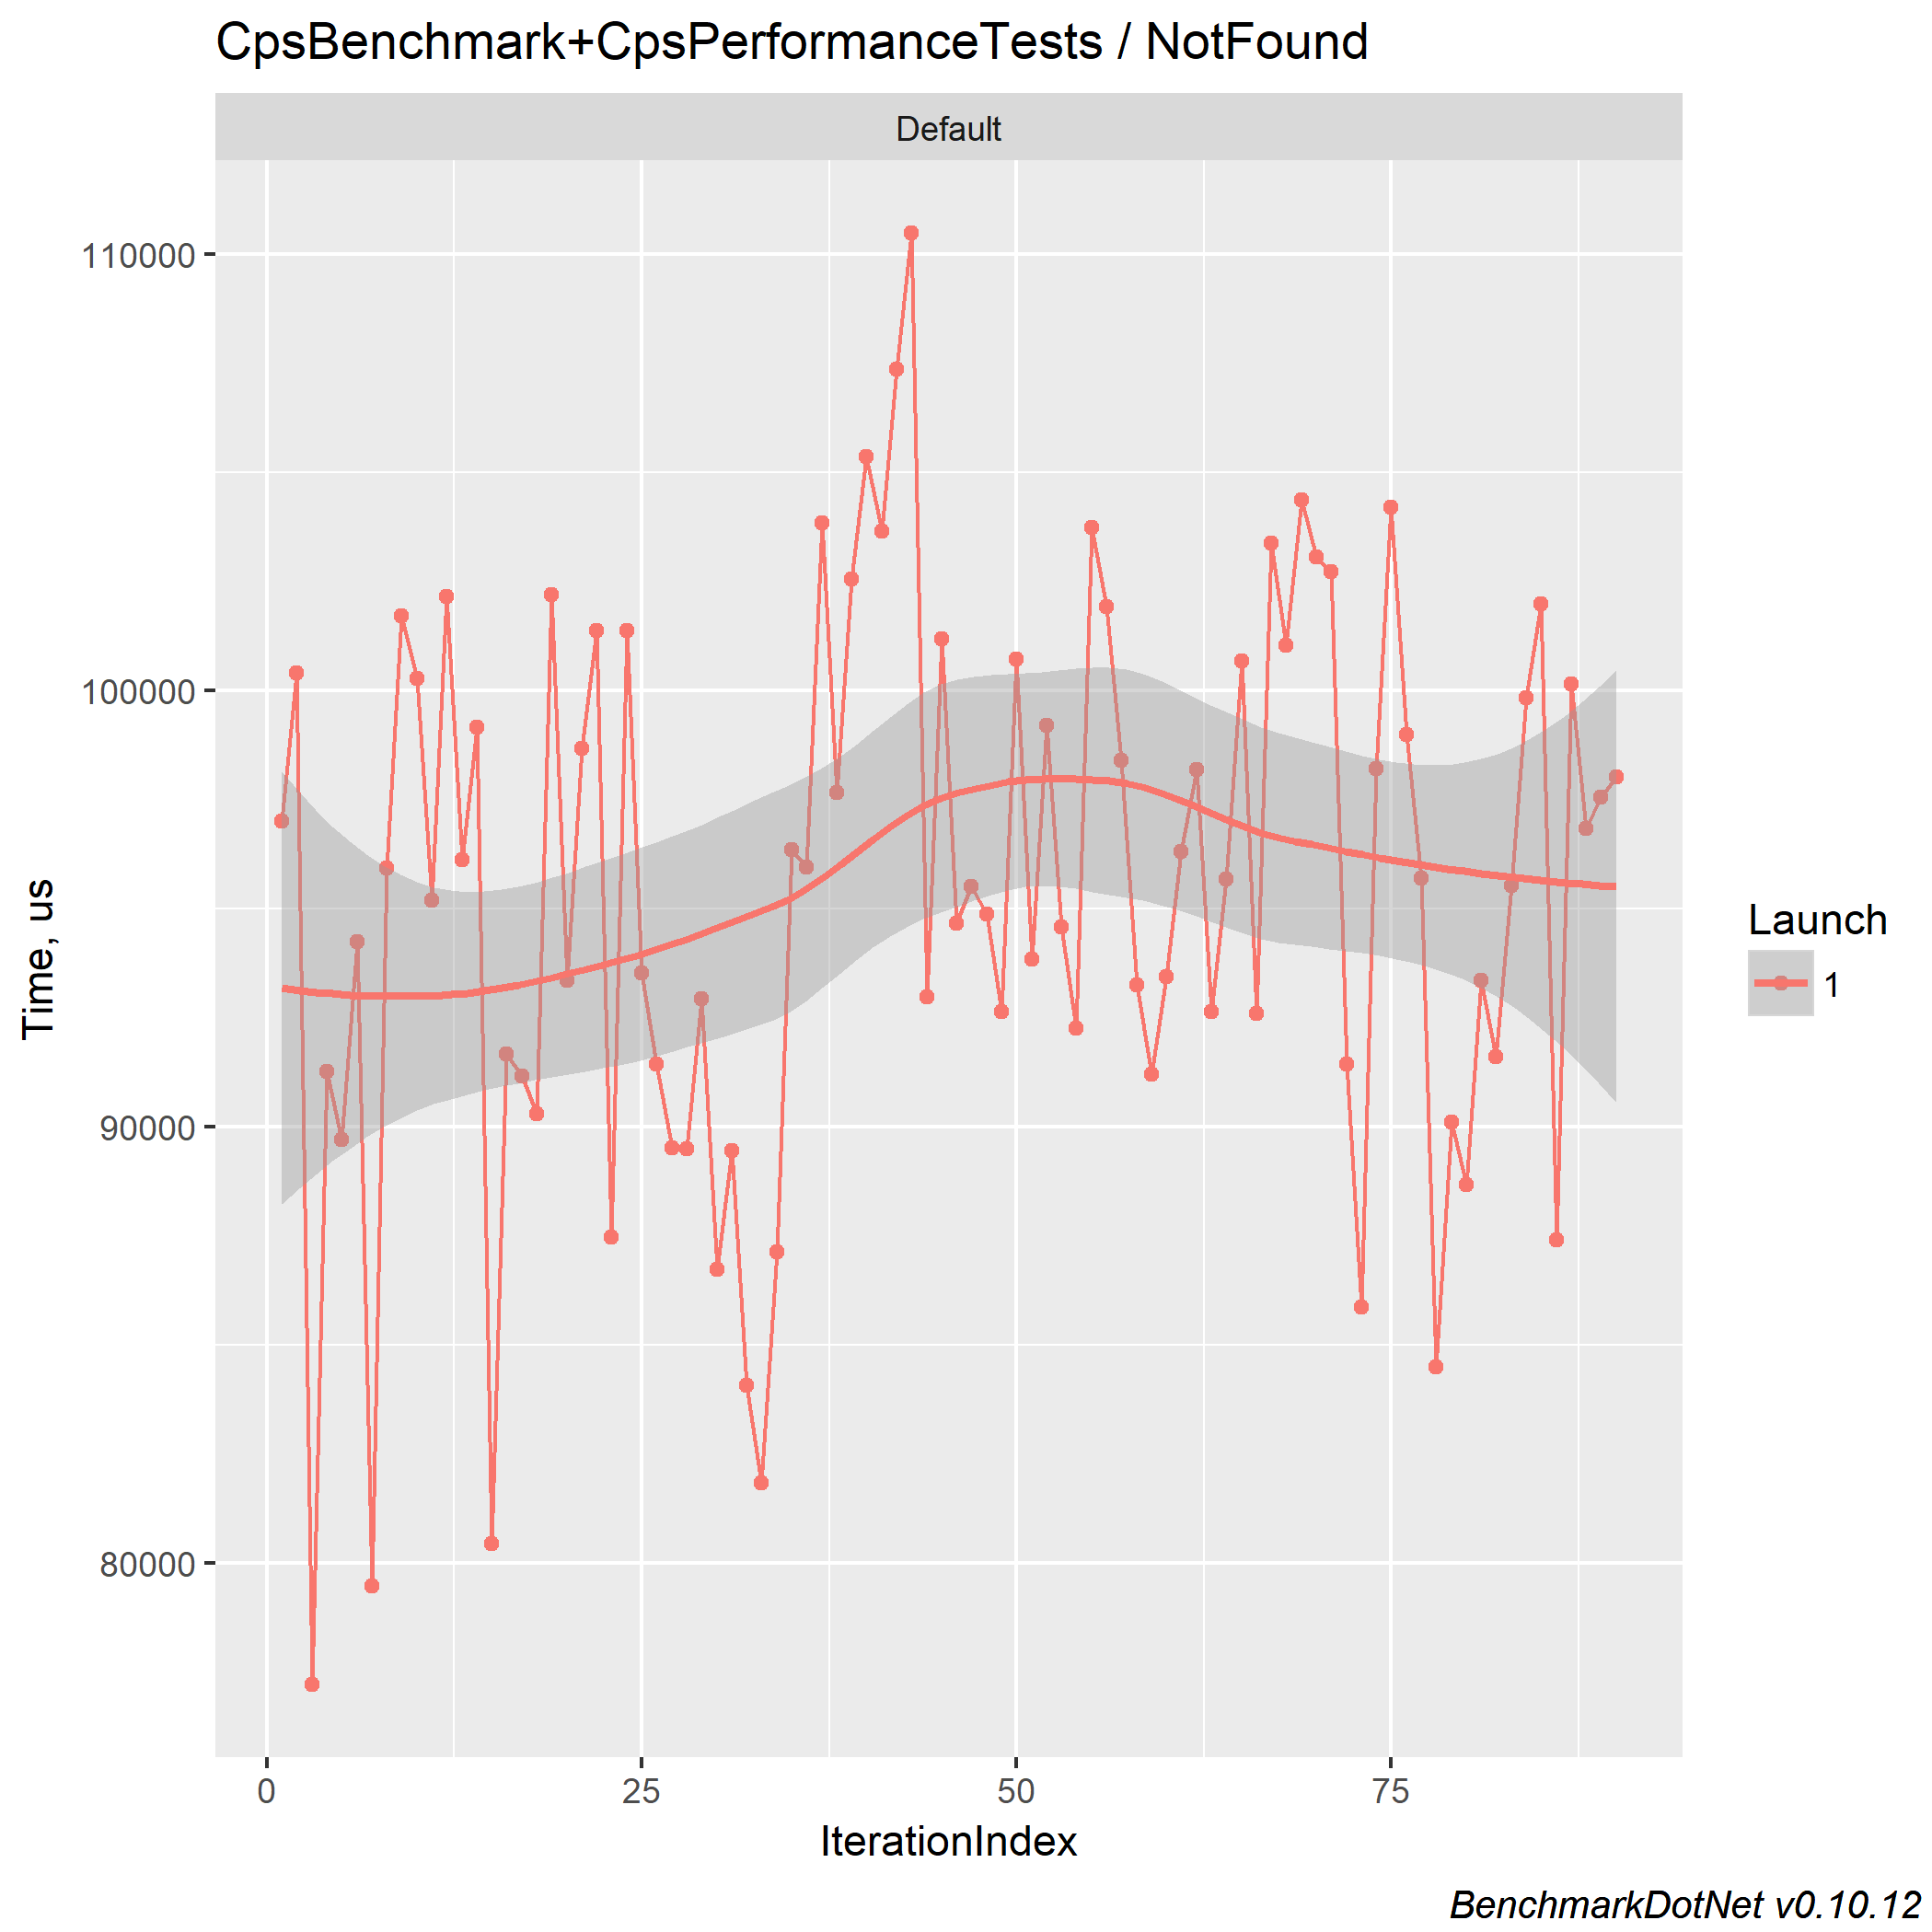 CpsBenchmark+CpsPerformanceTests / NotFound
Default
110000
100000
90000
80000
Time, us
0 25 50 75
IterationIndex
Launch
1
BenchmarkDotNet v0.10.12